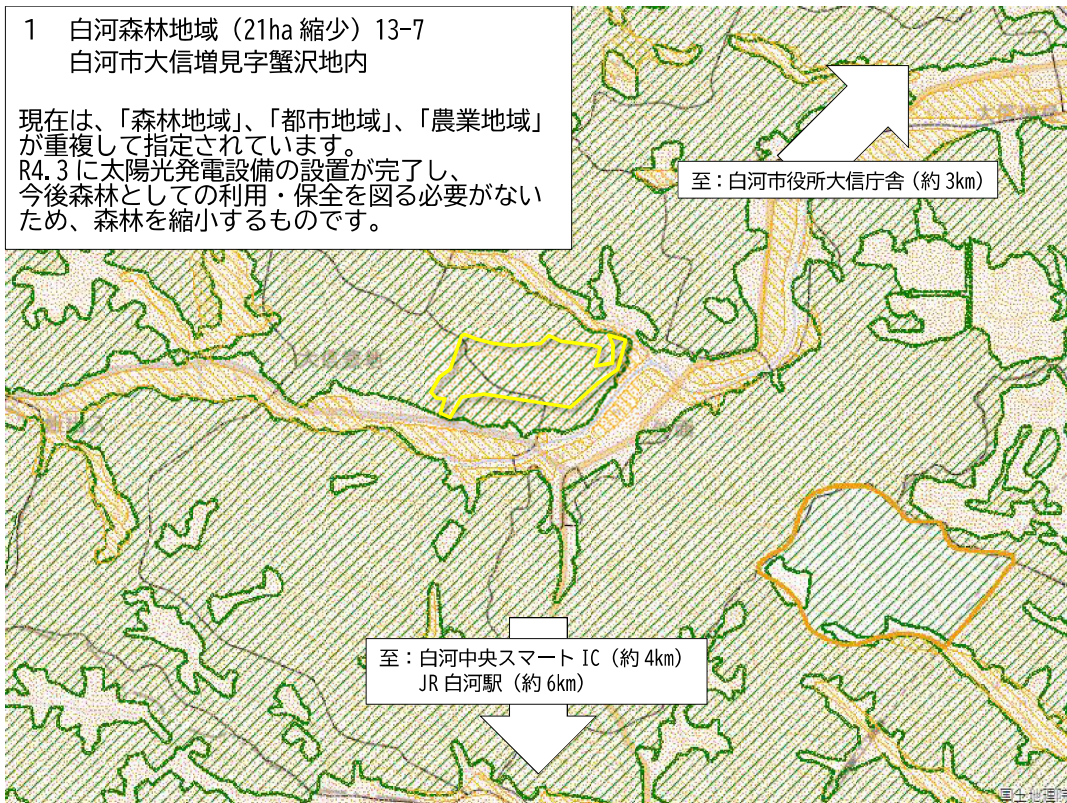 1 白河森林地域（21ha 縮少）13-7
白河市大信増見字蟹沢地内
現在は、「森林地域」、「都市地域」、「農業地域」
が重複して指定されています。
R4.3 に太陽光発電設備の設置が完了し、
今後森林としての利用・保全を図る必要がない
ため、森林を縮小するものです。
至：白河市役所大信庁舎（約 3km）
至：白河中央スマート IC（約 4km）
JR 白河駅（約 6km）
国土地理院